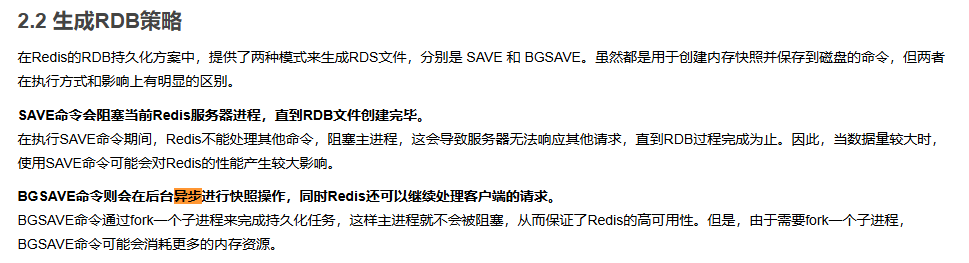 2.2 生成RDB策略
在Redis的RDB持久化方案中，提供了两种模式来生成RDS文件，分别是 SAVE 和 BGSAVE。虽然都是用于创建内存快照并保存到磁盘的命令，但两者
在执行方式和影响上有明显的区别。
SAVE命令会阻塞当前Redis服务器进程，直到RDB文件创建完毕。
在执行SAVE命令期间，Redis不能处理其他命令，阻塞主进程，这会导致服务器无法响应其他请求，直到RDB过程完成为止。因此，当数据量较大时，
使用SAVE命令可能会对Redis的性能产生较大影响。
BGSAVE命令则会在后台异步进行快照操作，同时Redis还可以继续处理客户端的请求。
BGSAVE命令通过fork一个子进程来完成持久化任务，这样主进程就不会被阻塞，从而保证了Redis的高可用性。但是，由于需要fork一个子进程，
BGSAVE命令可能会消耗更多的内存资源。